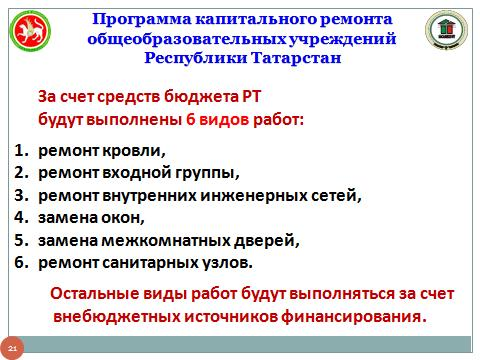 Программа капитального ремонта
общеобразовательных учреждений
Республики Татарстан
За счет средств бюджета РТ
будут выполнены 6 видов работ:
1. ремонт кровли,
2. ремонт входной группы,
3. ремонт внутренних инженерных сетей,
4. замена окон,
5. замена межкомнатных дверей,
6. ремонт санитарных узлов.
Остальные виды работ будут выполняться за счет
внебюджетных источников финансирования.
21